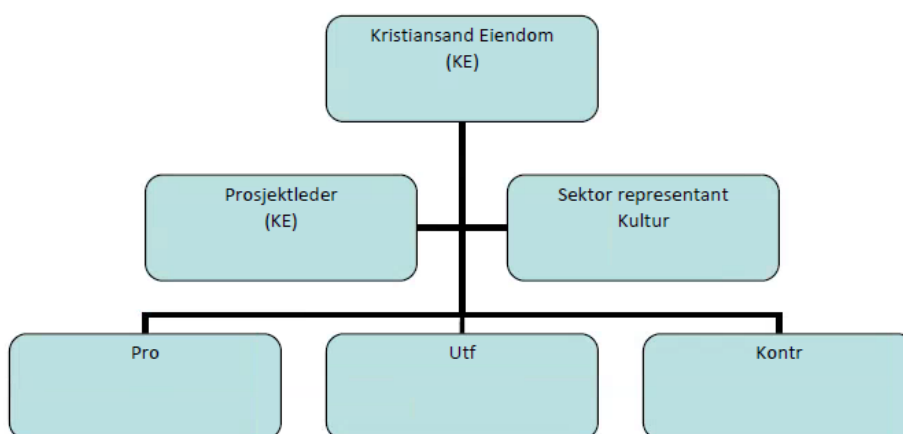 Kristiansand Eiendom
(KE)
Prosjektleder
(KE)
Sektor representant
Kultur
Pro
Utf
Kontr